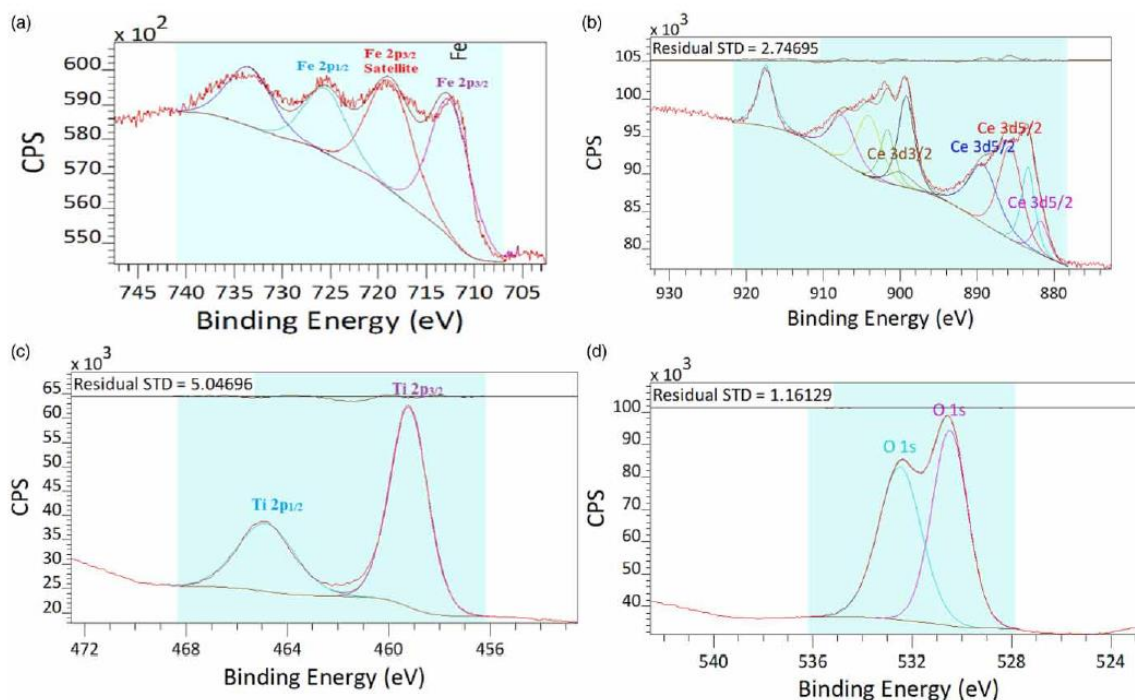 (a)
x 10²
Fe 2p₁/₂
Fe 2p₃/₂
Satellite
Fe
Fe 2p₃/₂
CPS
600
590
580
570
560
550
745 740 735 730 725 720 715 710 705
Binding Energy (eV)
(b)
x 10³
Residual STD = 2.74695
CPS
105
100
95
90
85
80
Ce 3d3/2
Ce 3d5/2
Ce 3d5/2
Ce 3d5/2
930 920 910 900 890 880
Binding Energy (eV)
(c)
x 10³
Residual STD = 5.04696
Ti 2p₃/₂
Ti 2p₁/₂
CPS
65
60
55
50
45
40
35
30
25
20
472 468 464 460 456
Binding Energy (eV)
(d)
x 10³
Residual STD = 1.16129
O 1s
O 1s
CPS
100
90
80
70
60
50
40
540 536 532 528 524
Binding Energy (eV)